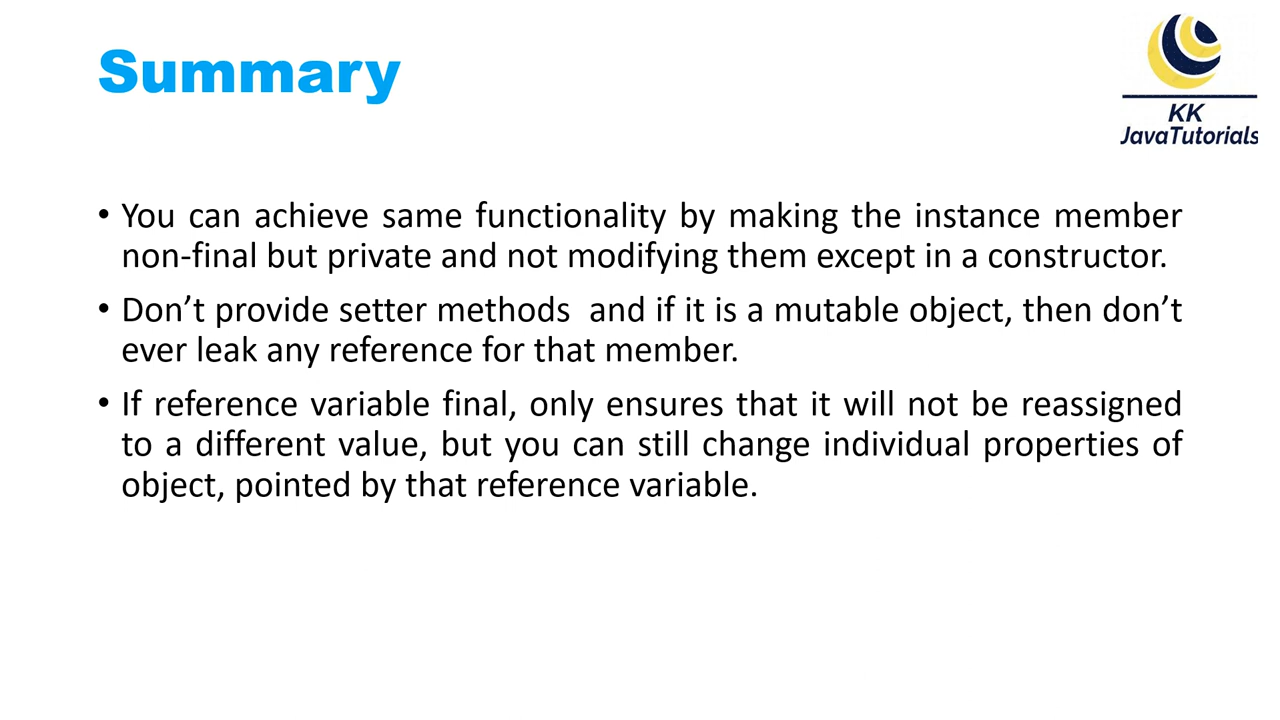 Summary
KK
JavaTutorials
• You can achieve same functionality by making the instance member
non-final but private and not modifying them except in a constructor.
• Don’t provide setter methods  and if it is a mutable object, then don’t
ever leak any reference for that member.
• If reference variable final, only ensures that it will not be reassigned
to a different value, but you can still change individual properties of
object, pointed by that reference variable.